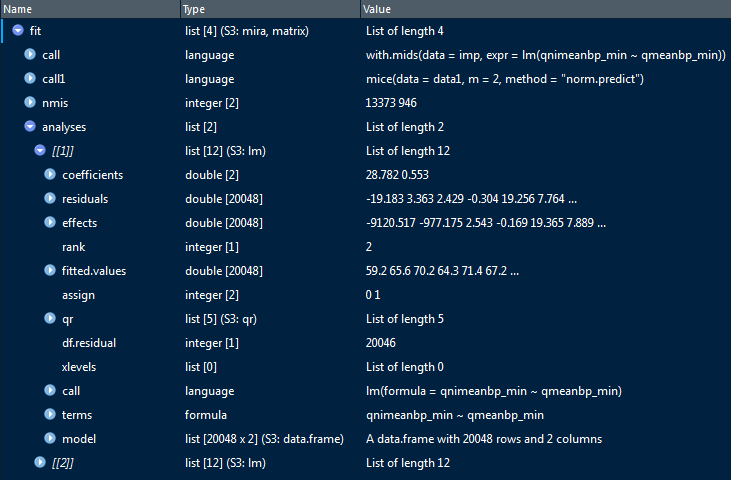 Name Type Value
fit list [4] (S3: mira, matrix) List of length 4
call language with.mids(data = imp, expr = lm(qnimeanbp_min ~ qmeanbp_min))
call1 language mice(data = data1, m = 2, method = "norm.predict")
nmis integer [2] 13373 946
analyses list [2] List of length 2
[[1]] list [12] (S3: lm) List of length 12
coefficients double [2] 28.782 0.553
residuals double [20048] -19.183 3.363 2.429 -0.304 19.256 7.764 ...
effects double [20048] -9120.517 -977.175 2.543 -0.169 19.365 7.889 ...
rank integer [1] 2
fitted.values double [20048] 59.2 65.6 70.2 64.3 71.4 67.2 ...
assign integer [2] 0 1
qr list [5] (S3: qr) List of length 5
df.residual integer [1] 20046
xlevels list [0] List of length 0
call language lm(formula = qnimeanbp_min ~ qmeanbp_min)
terms formula qnimeanbp_min ~ qmeanbp_min
model list [20048 x 2] (S3: data.frame) A data.frame with 20048 rows and 2 columns
[[2]] list [12] (S3: lm) List of length 12